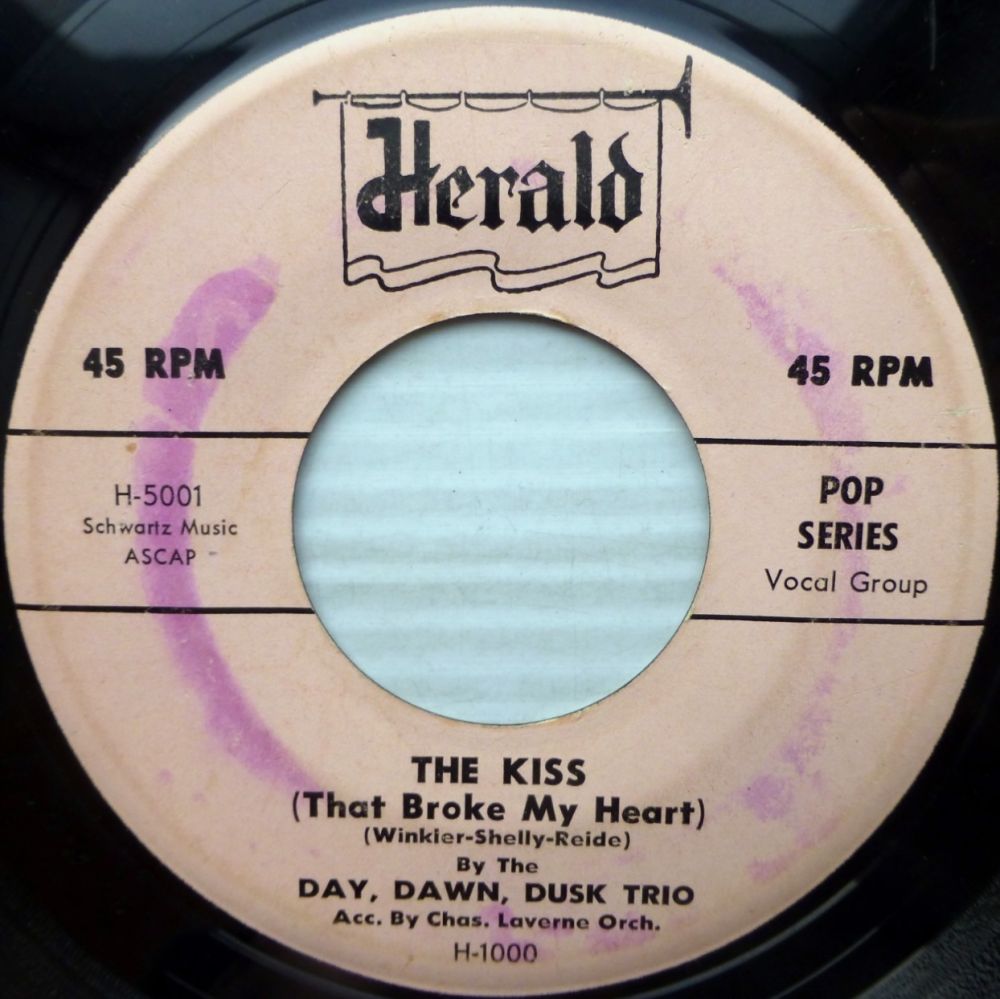 Herald
45 RPM
45 RPM
H-5001
Schwartz Music
ASCAP
POP
SERIES
Vocal Group
THE KISS
(That Broke My Heart)
(Winkler-Shelly-Reide)
By The
DAY, DAWN, DUSK TRIO
Acc. By Chas. Laverne Orch.
H-1000